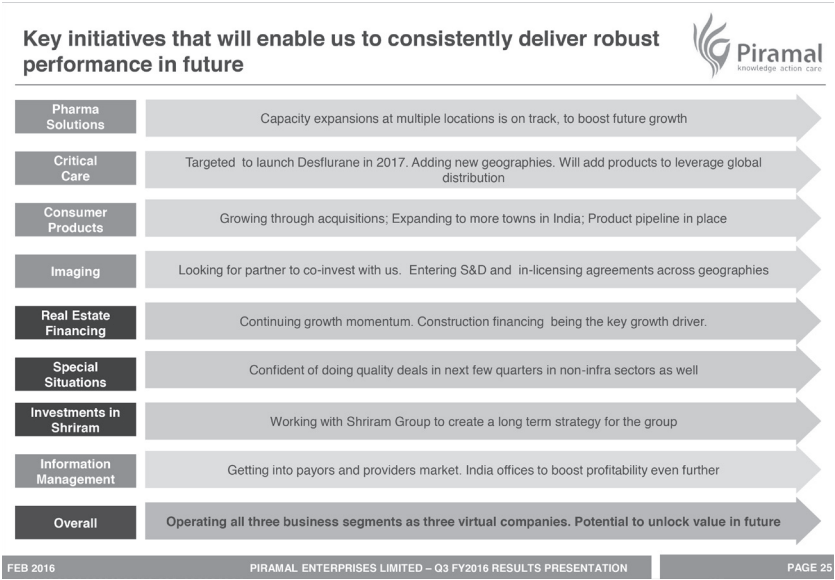 Key initiatives that will enable us to consistently deliver robust
performance in future
Piramal
knowledge action care
Pharma
Solutions
Capacity expansions at multiple locations is on track, to boost future growth
Critical
Care
Targeted to launch Desflurane in 2017. Adding new geographies. Will add products to leverage global
distribution
Consumer
Products
Growing through acquisitions; Expanding to more towns in India; Product pipeline in place
Imaging
Looking for partner to co-invest with us. Entering S&D and in-licensing agreements across geographies
Real Estate
Financing
Continuing growth momentum. Construction financing being the key growth driver.
Special
Situations
Confident of doing quality deals in next few quarters in non-infra sectors as well
Investments in
Shriram
Working with Shriram Group to create a long term strategy for the group
Information
Management
Getting into payors and providers market. India offices to boost profitability even further
Overall
Operating all three business segments as three virtual companies. Potential to unlock value in future
FEB 2016
PIRAMAL ENTERPRISES LIMITED – Q3 FY2016 RESULTS PRESENTATION
PAGE 25